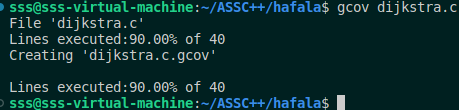 sss@sss-virtual-machine:~/ASSC++/hafala$ gcov dijkstra.c
File 'dijkstra.c'
Lines executed:90.00% of 40
Creating 'dijkstra.c.gcov'
Lines executed:90.00% of 40
sss@sss-virtual-machine:~/ASSC++/hafala$